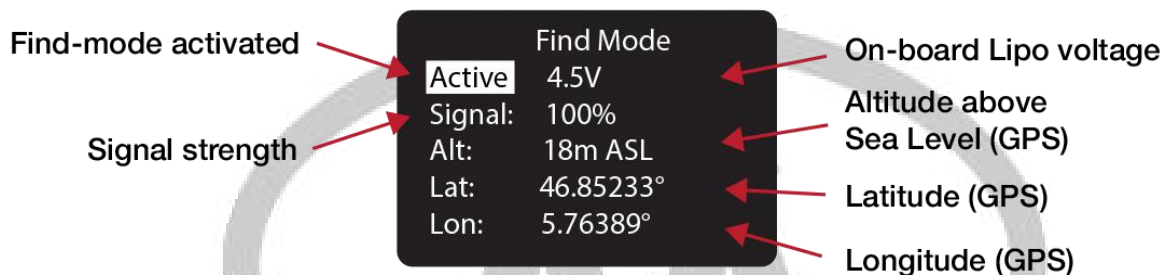 Find-mode activated
Signal strength
Find Mode
Active 4.5V
Signal: 100%
Alt: 18m ASL
Lat: 46.85233°
Lon: 5.76389°
On-board Lipo voltage
Altitude above
Sea Level (GPS)
Latitude (GPS)
Longitude (GPS)